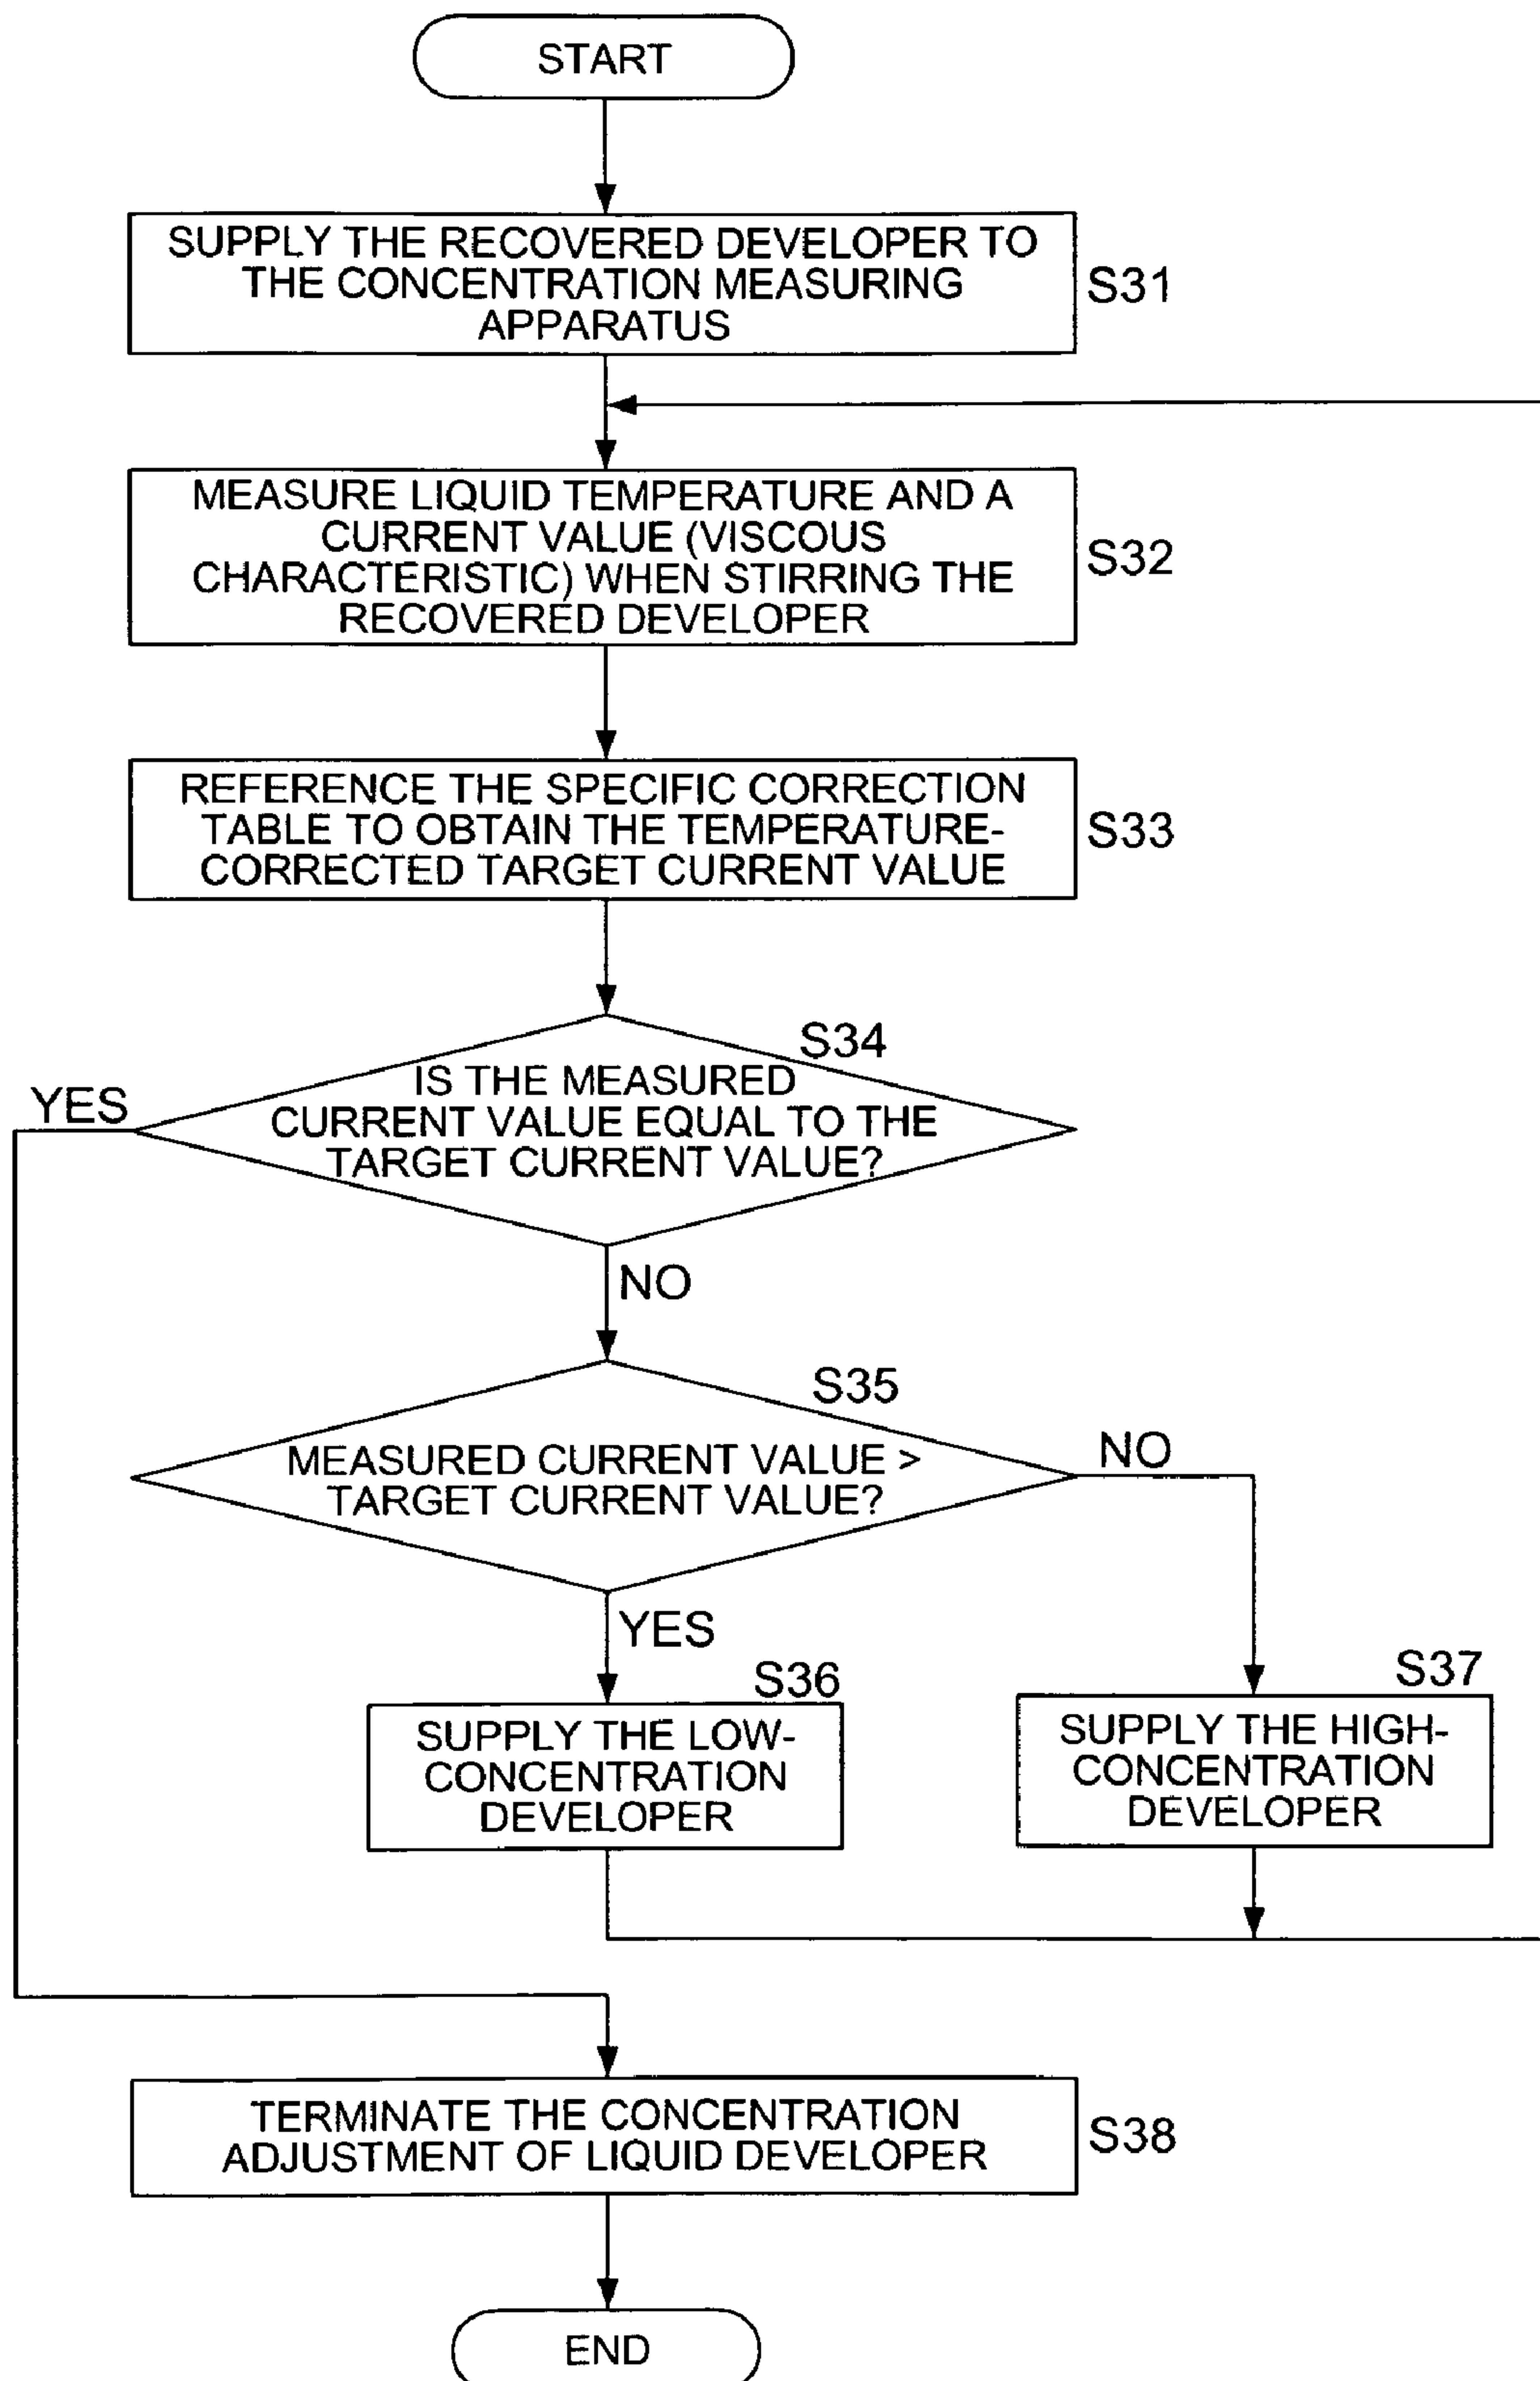 START
SUPPLY THE RECOVERED DEVELOPER TO
THE CONCENTRATION MEASURING
APPARATUS
S31
MEASURE LIQUID TEMPERATURE AND A
CURRENT VALUE (VISCOUS
CHARACTERISTIC) WHEN STIRRING THE
RECOVERED DEVELOPER
S32
REFERENCE THE SPECIFIC CORRECTION
TABLE TO OBTAIN THE TEMPERATURE-
CORRECTED TARGET CURRENT VALUE
S33
S34
IS THE MEASURED
CURRENT VALUE EQUAL TO THE
TARGET CURRENT VALUE?
YES
NO
S35
MEASURED CURRENT VALUE >
TARGET CURRENT VALUE?
NO
YES
S36
SUPPLY THE LOW-
CONCENTRATION
DEVELOPER
S37
SUPPLY THE HIGH-
CONCENTRATION
DEVELOPER
TERMINATE THE CONCENTRATION
ADJUSTMENT OF LIQUID DEVELOPER
S38
END